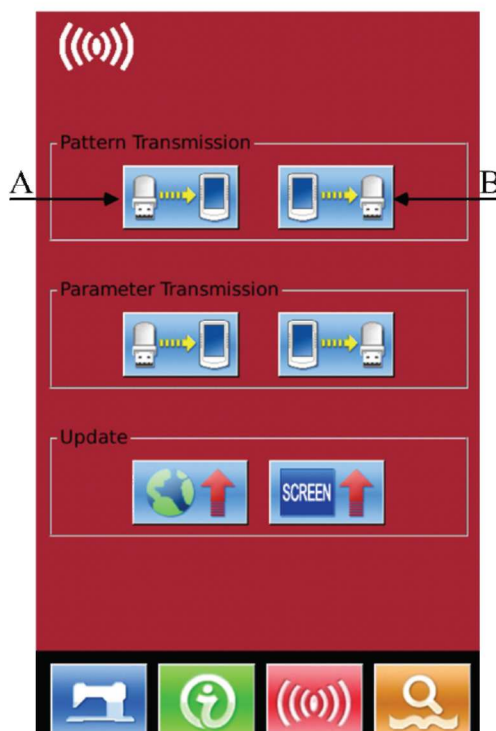 Pattern Transmission
A B
Parameter Transmission
Update
SCREEN